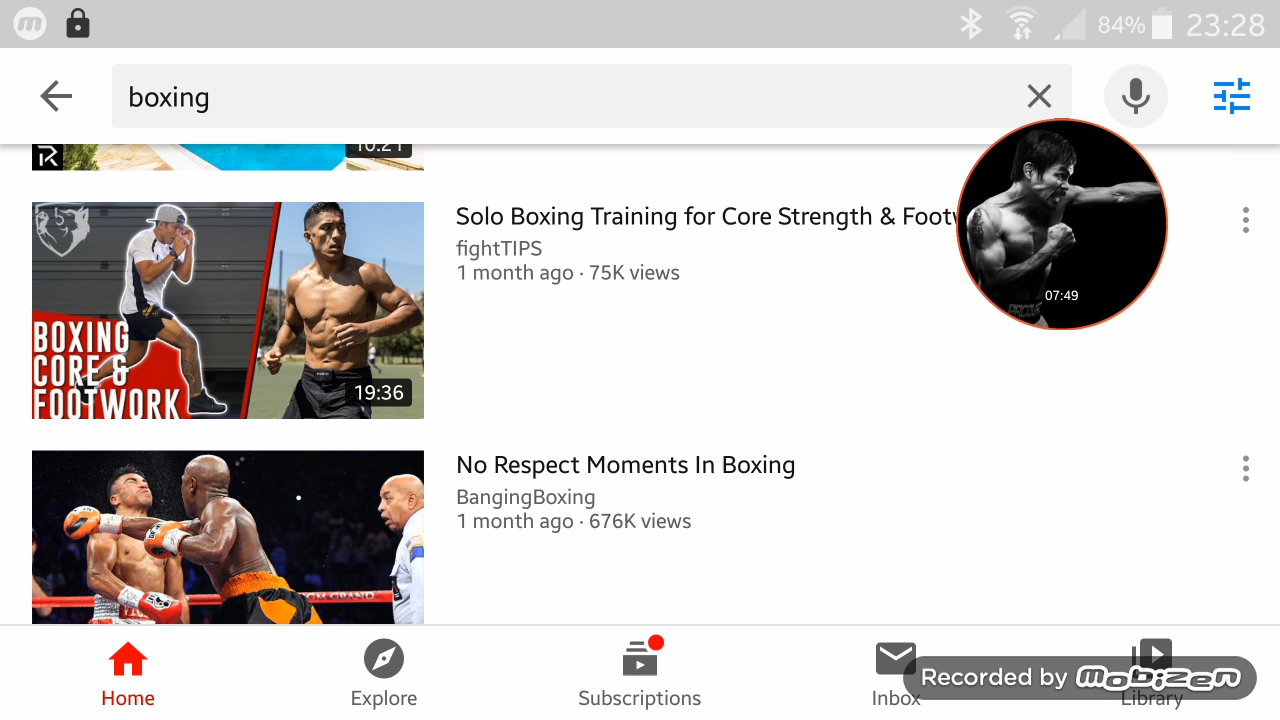 84% 23:28
boxing
10:21
Solo Boxing Training for Core Strength & Foot
fightTIPS
1 month ago · 75K views
07:49
BOXING
CORE &
FOOTWORK
19:36
No Respect Moments In Boxing
BangingBoxing
1 month ago · 676K views
MGM GRAND
Home
Explore
Subscriptions
Inbox
Library
Recorded by mobizen